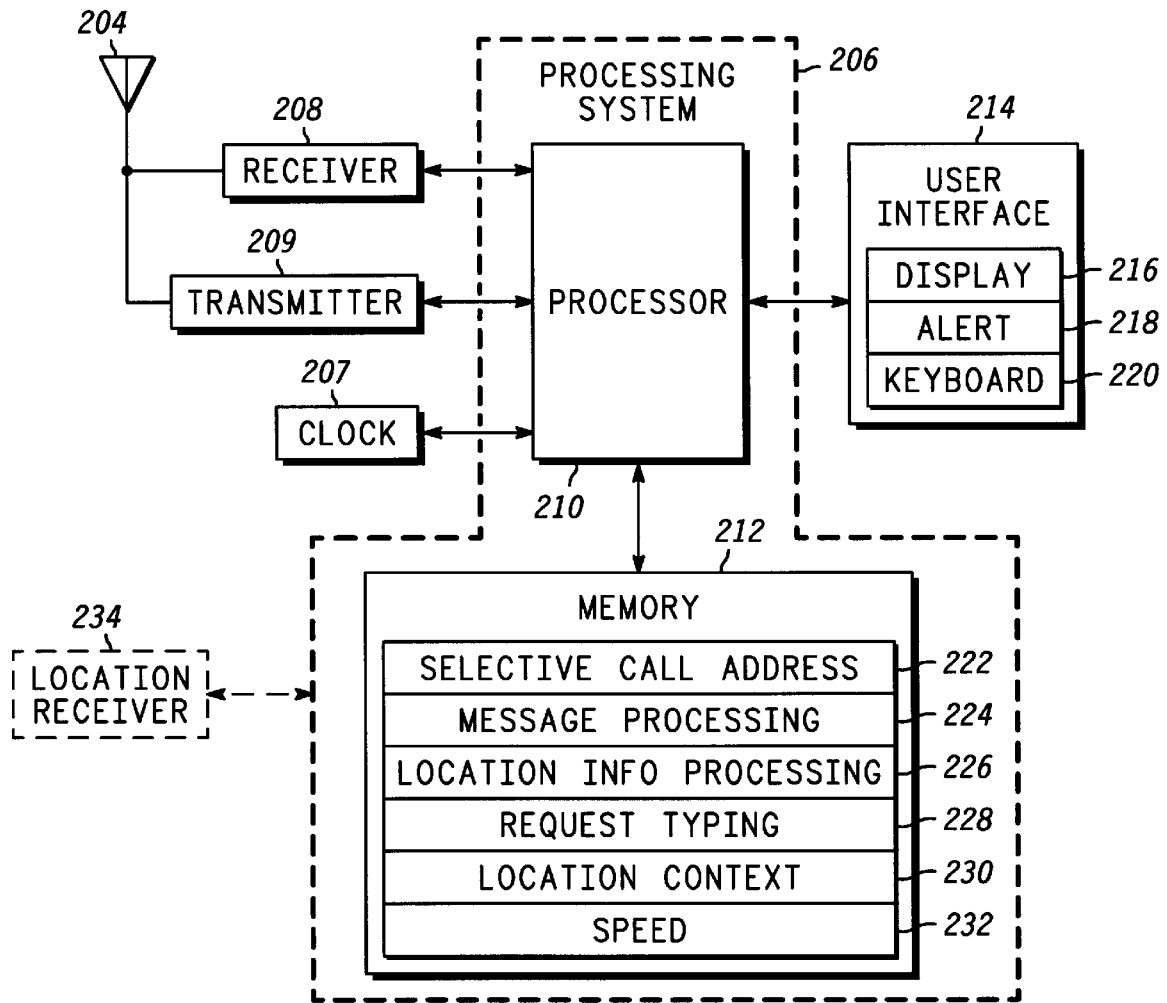 204
208
RECEIVER
209
TRANSMITTER
207
CLOCK
PROCESSING
SYSTEM
206
PROCESSOR
210
214
USER
INTERFACE
DISPLAY 216
ALERT 218
KEYBOARD 220
212
MEMORY
SELECTIVE CALL ADDRESS 222
MESSAGE PROCESSING 224
LOCATION INFO PROCESSING 226
REQUEST TYPING 228
LOCATION CONTEXT 230
SPEED 232
234
LOCATION
RECEIVER